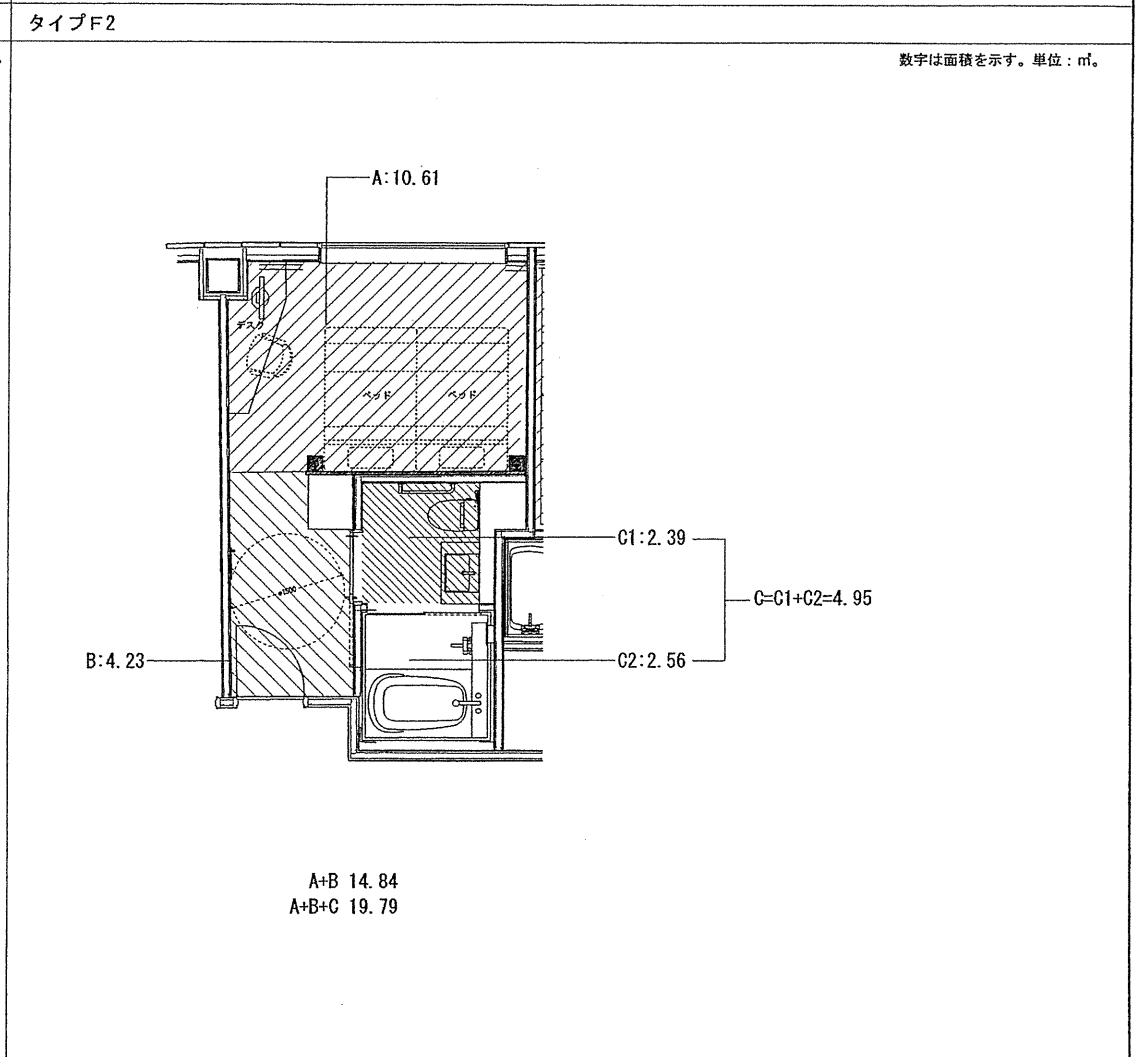 タイプF2
数字は面積を示す。単位：㎡。
A:10.61
デスク
ベッド
ベッド
φ1500
C1:2.39
C=C1+C2=4.95
B:4.23
C2:2.56
A+B 14.84
A+B+C 19.79